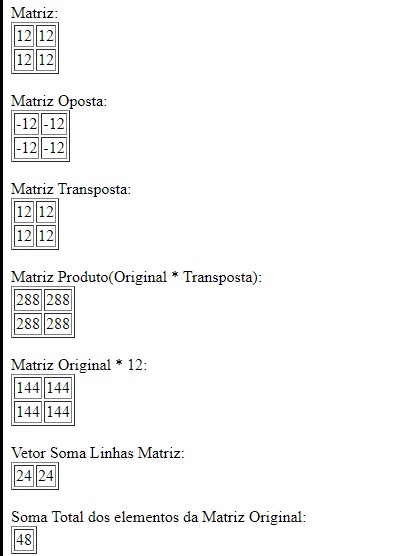 Matriz:
12 12
12 12
Matriz Oposta:
-12 -12
-12 -12
Matriz Transposta:
12 12
12 12
Matriz Produto(Original * Transposta):
288 288
288 288
Matriz Original * 12:
144 144
144 144
Vetor Soma Linhas Matriz:
24 24
Soma Total dos elementos da Matriz Original:
48